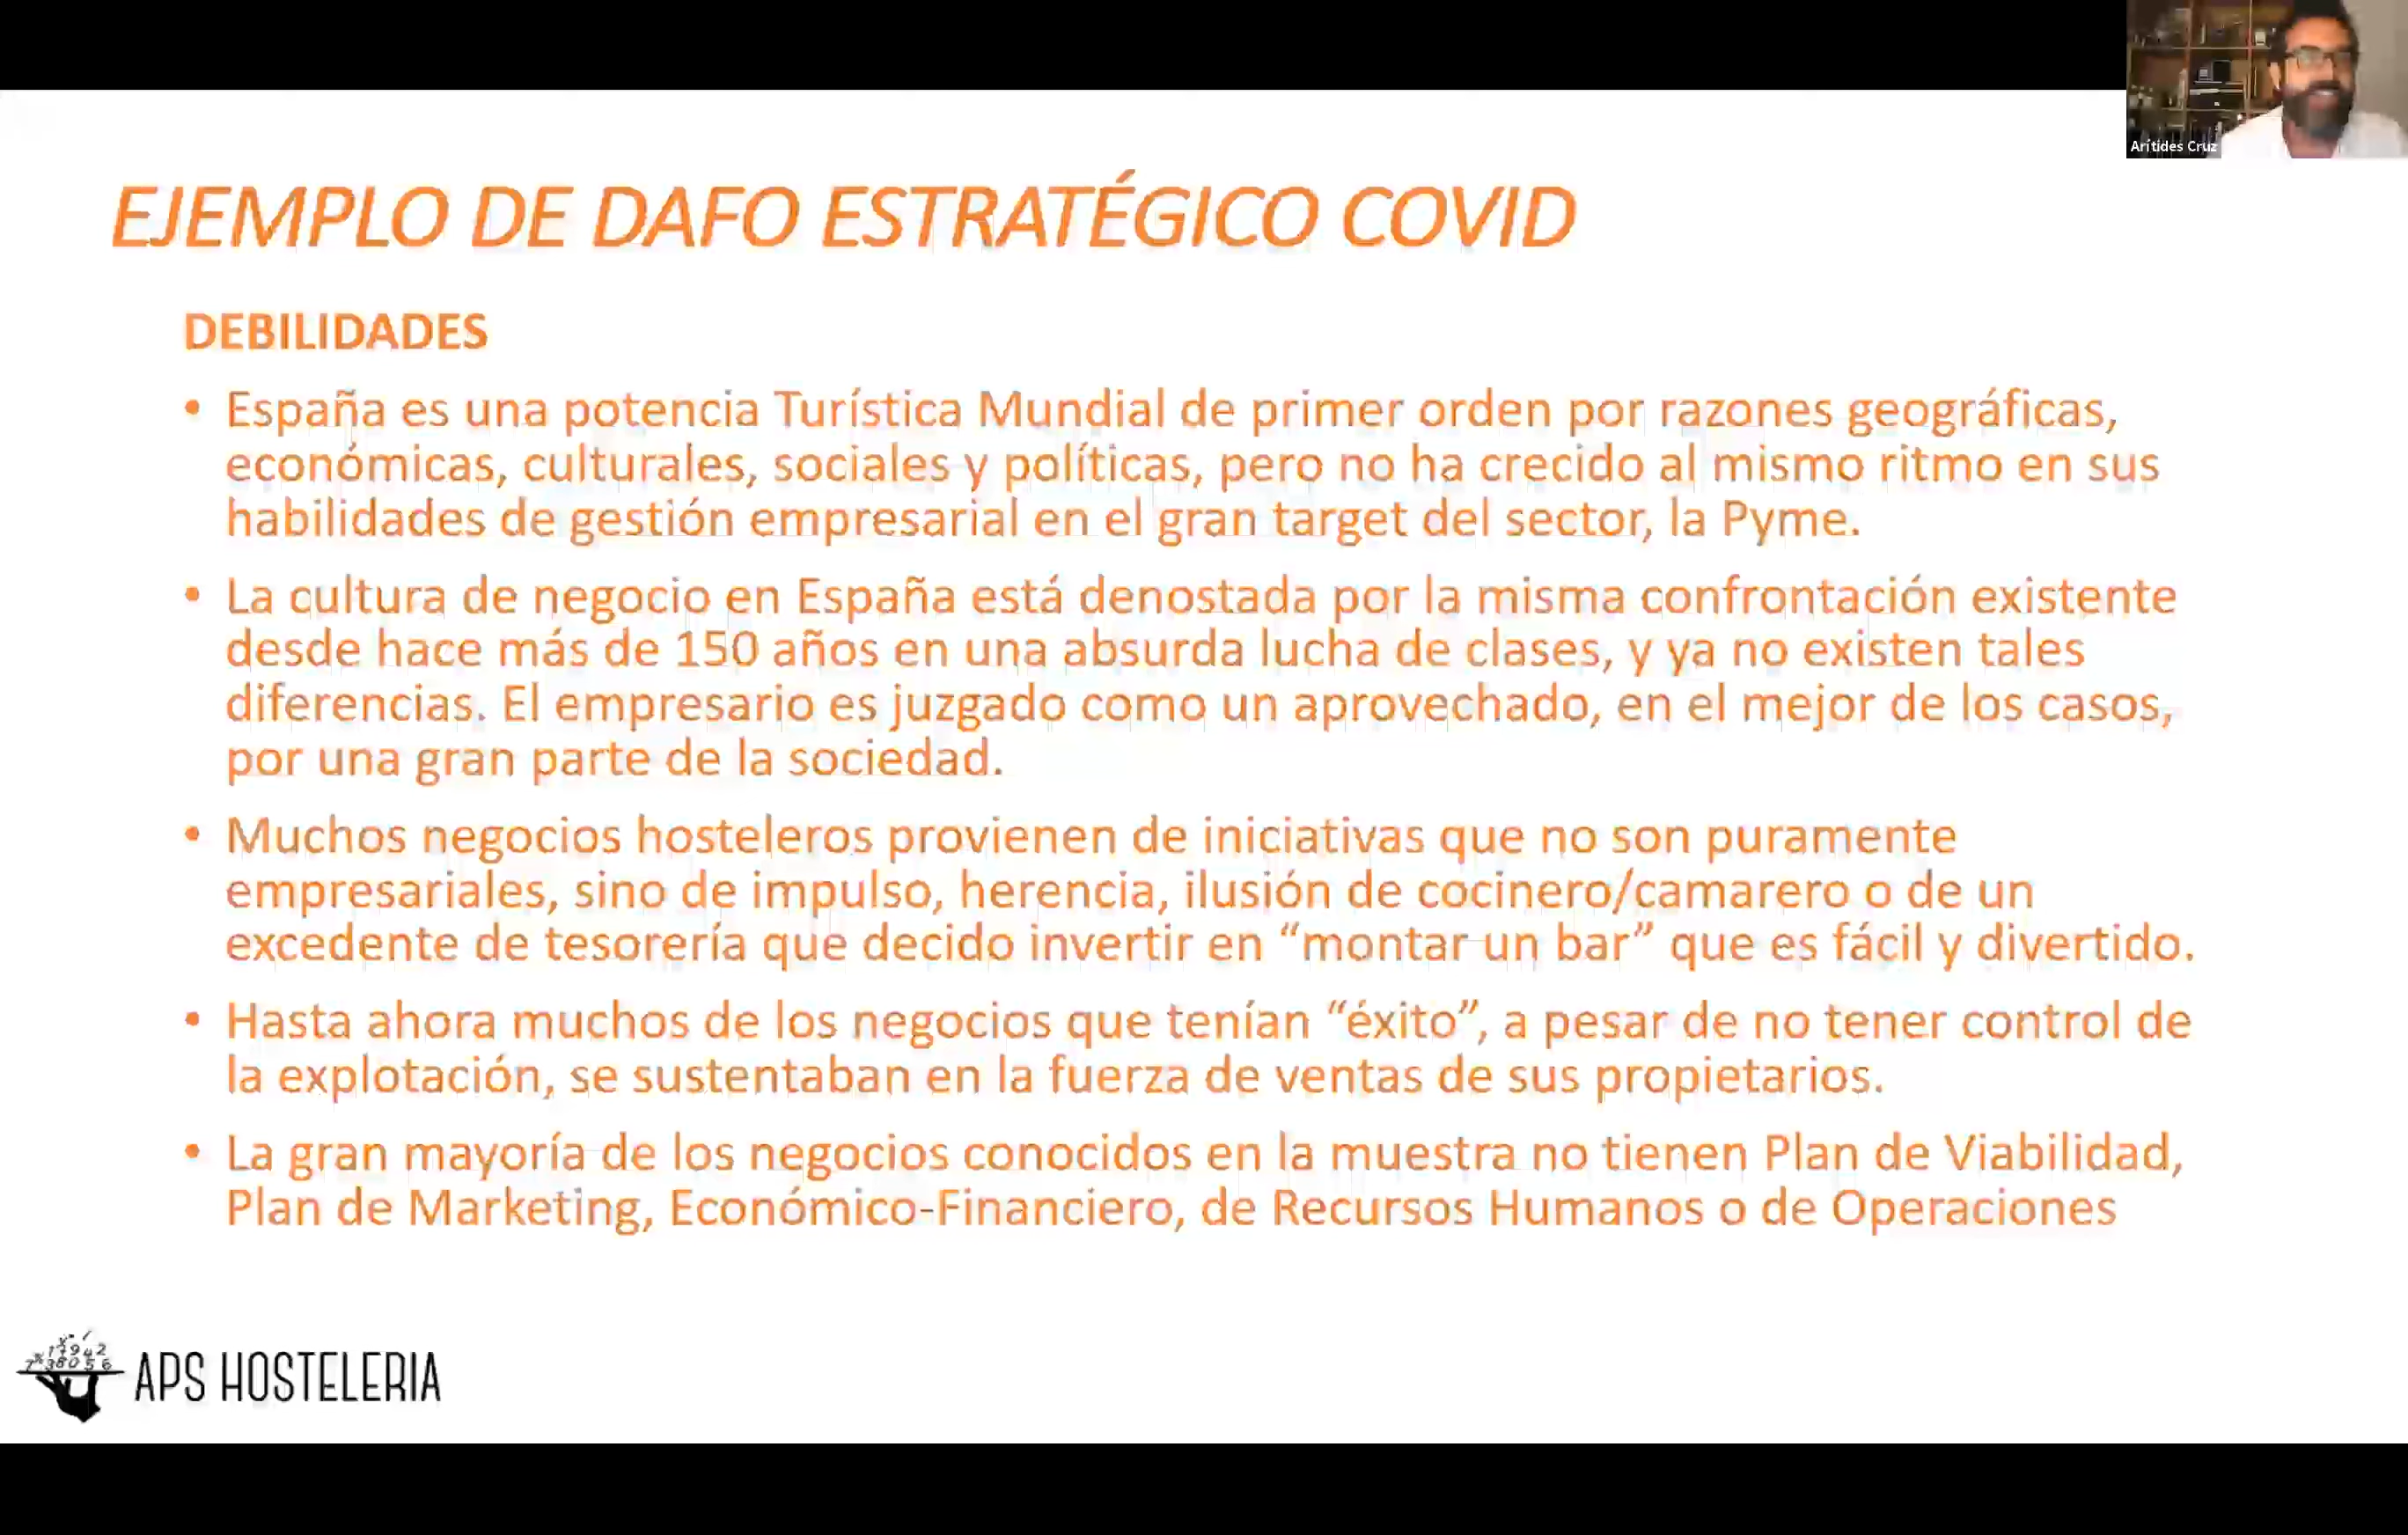 Arítides Cruz
EJEMPLO DE DAFO ESTRATÉGICO COVID
DEBILIDADES
• España es una potencia Turística Mundial de primer orden por razones geográficas,
económicas, culturales, sociales y políticas, pero no ha crecido al mismo ritmo en sus
habilidades de gestión empresarial en el gran target del sector, la Pyme.
• La cultura de negocio en España está denostada por la misma confrontación existente
desde hace más de 150 años en una absurda lucha de clases, y ya no existen tales
diferencias. El empresario es juzgado como un aprovechado, en el mejor de los casos,
por una gran parte de la sociedad.
• Muchos negocios hosteleros provienen de iniciativas que no son puramente
empresariales, sino de impulso, herencia, ilusión de cocinero/camarero o de un
excedente de tesorería que decido invertir en “montar un bar” que es fácil y divertido.
• Hasta ahora muchos de los negocios que tenían “éxito”, a pesar de no tener control de
la explotación, se sustentaban en la fuerza de ventas de sus propietarios.
• La gran mayoría de los negocios conocidos en la muestra no tienen Plan de Viabilidad,
Plan de Marketing, Económico-Financiero, de Recursos Humanos o de Operaciones
APS HOSTELERIA